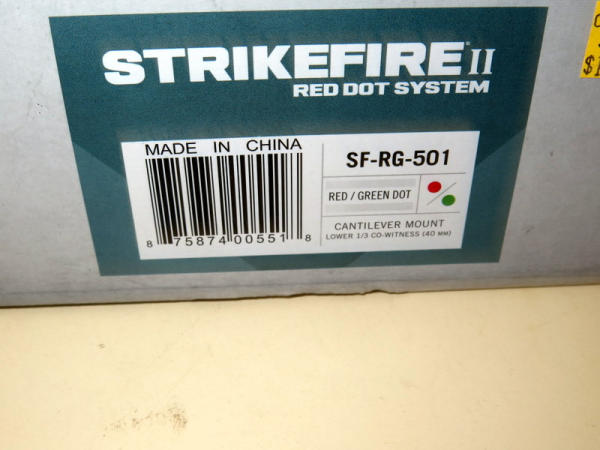 STRIKEFIRE II
RED DOT SYSTEM
MADE IN CHINA
8 75874 00551 8
SF-RG-501
RED / GREEN DOT
CANTILEVER MOUNT
LOWER 1/3 CO-WITNESS (40 MM)
$